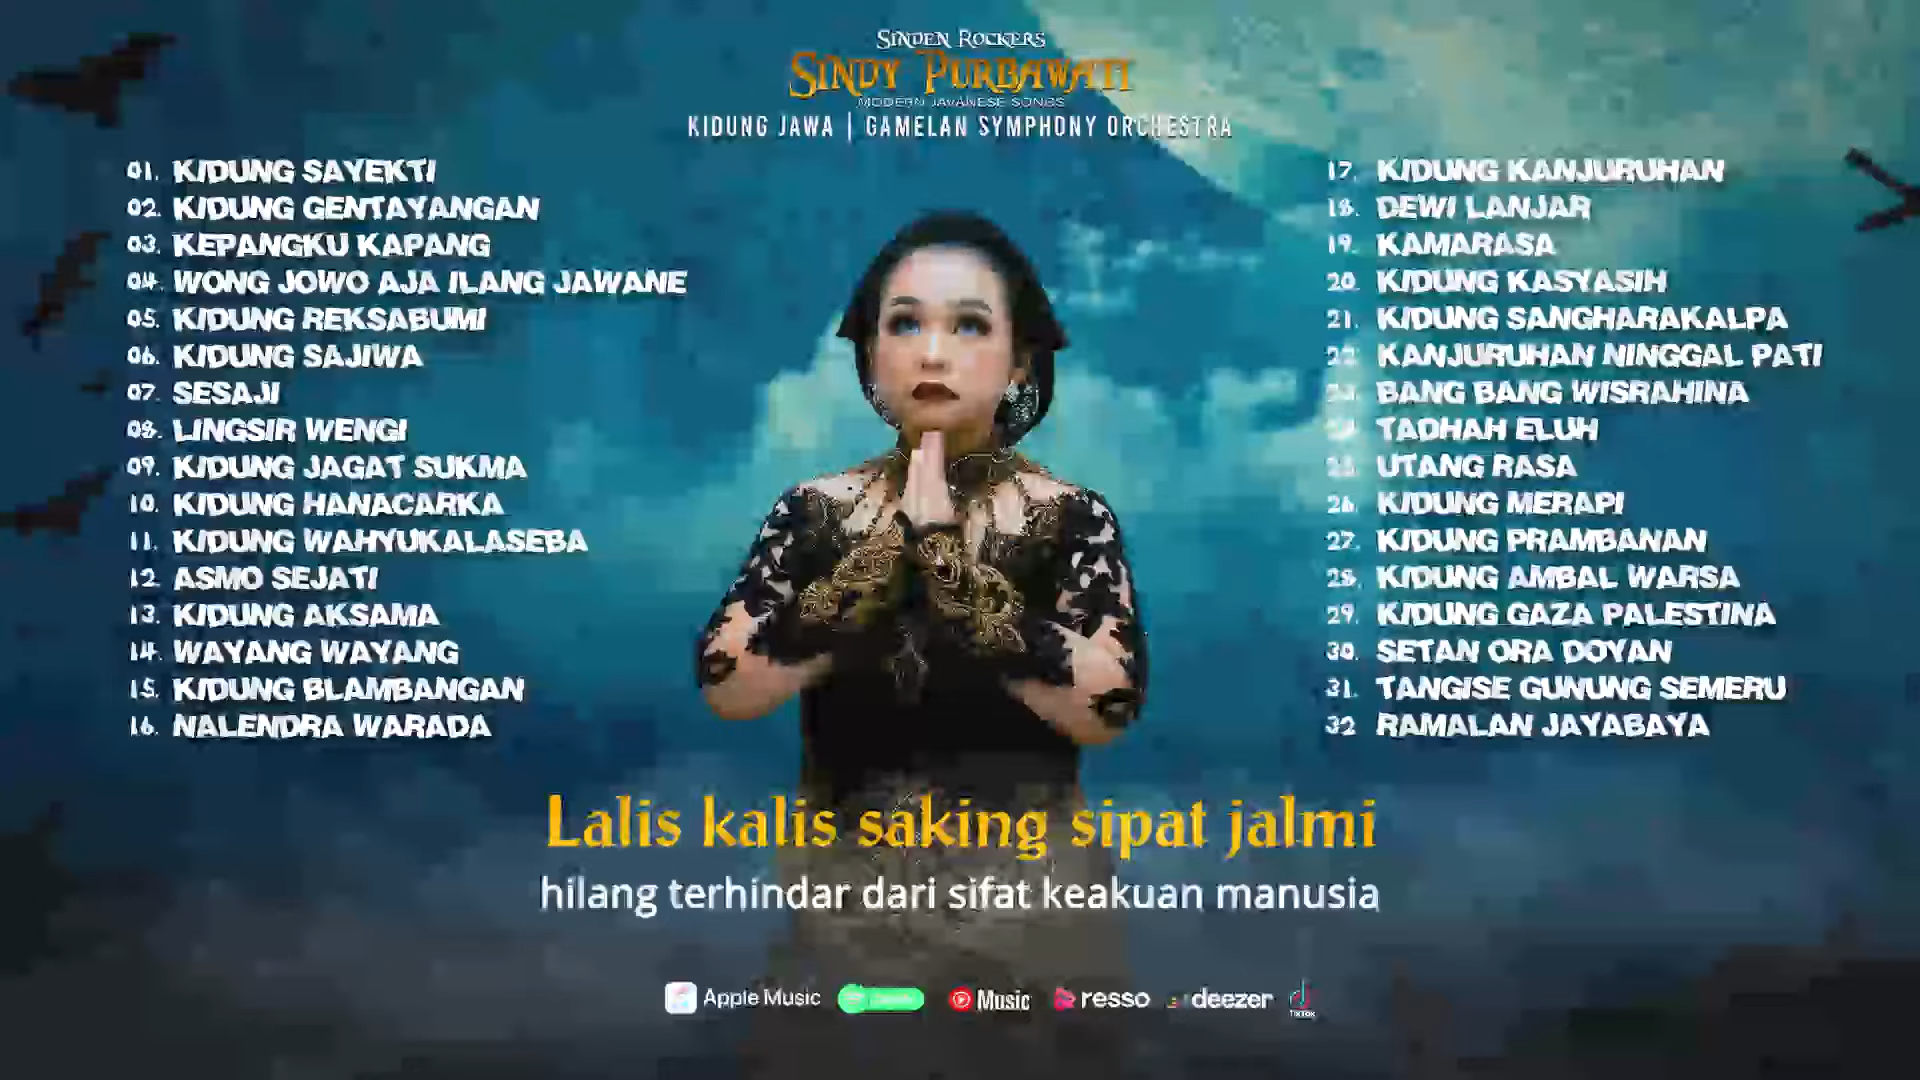 SINDEN ROCKERS
SINDY PURBAWATI
MODERN JAVANESE SONGS
KIDUNG JAWA | GAMELAN SYMPHONY ORCHESTRA
01. KIDUNG SAYEKTI
02. KIDUNG GENTAYANGAN
03. KEPANGKU KAPANG
04. WONG JOWO AJA ILANG JAWANE
05. KIDUNG REKSABUMI
06. KIDUNG SAJIWA
07. SESAJI
08. LINGSIR WENGI
09. KIDUNG JAGAT SUKMA
10. KIDUNG HANACARKA
11. KIDUNG WAHYUKALASEBA
12. ASMO SEJATI
13. KIDUNG AKSAMA
14. WAYANG WAYANG
15. KIDUNG BLAMBANGAN
16. NALENDRA WARADA
17. KIDUNG KANJURUHAN
18. DEWI LANJAR
19. KAMARASA
20. KIDUNG KASYASIH
21. KIDUNG SANGHARAKALPA
22. KANJURUHAN NINGGAL PATI
BANG BANG WISRAHINA
TADHAH ELUH
UTANG RASA
26. KIDUNG MERAPI
27. KIDUNG PRAMBANAN
28. KIDUNG AMBAL WARSA
29. KIDUNG GAZA PALESTINA
30. SETAN ORA DOYAN
31. TANGISE GUNUNG SEMERU
32 RAMALAN JAYABAYA
Lalis kalis saking sipat jalmi
hilang terhindar dari sifat keakuan manusia
Apple Music
Music
resso
deezer
TIKTOK